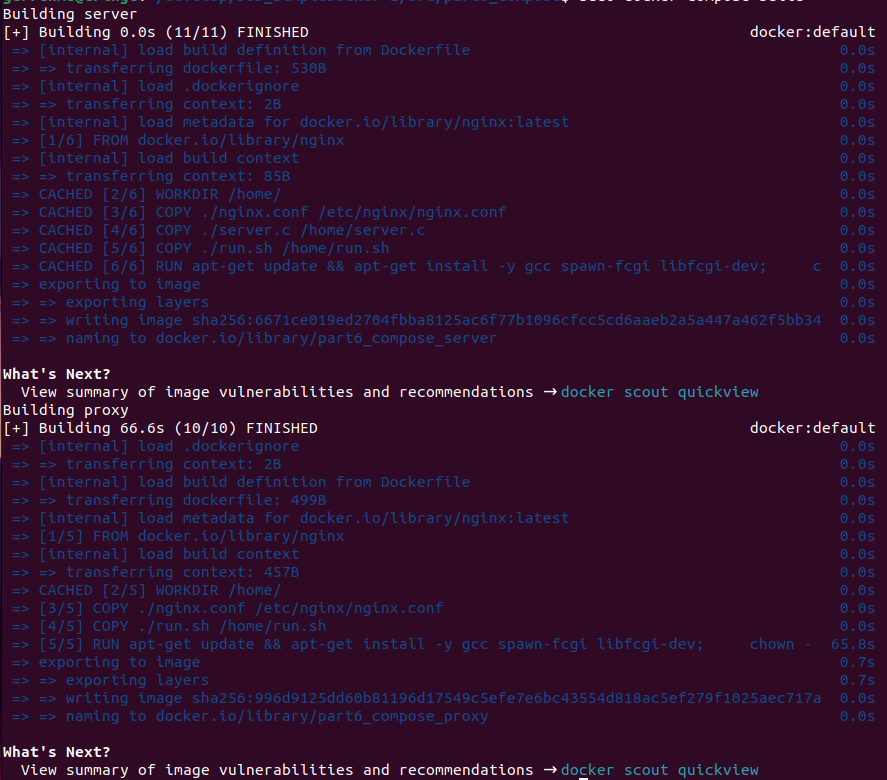 Building server
[+] Building 0.0s (11/11) FINISHED docker:default
=> [internal] load build definition from Dockerfile 0.0s
=> => transferring dockerfile: 530B 0.0s
=> [internal] load .dockerignore 0.0s
=> => transferring context: 2B 0.0s
=> [internal] load metadata for docker.io/library/nginx:latest 0.0s
=> [1/6] FROM docker.io/library/nginx 0.0s
=> [internal] load build context 0.0s
=> => transferring context: 85B 0.0s
=> CACHED [2/6] WORKDIR /home/ 0.0s
=> CACHED [3/6] COPY ./nginx.conf /etc/nginx/nginx.conf 0.0s
=> CACHED [4/6] COPY ./server.c /home/server.c 0.0s
=> CACHED [5/6] COPY ./run.sh /home/run.sh 0.0s
=> CACHED [6/6] RUN apt-get update && apt-get install -y gcc spawn-fcgi libfcgi-dev; c 0.0s
=> exporting to image 0.0s
=> => exporting layers 0.0s
=> => writing image sha256:6671ce019ed2704fbba8125ac6f77b1096cfcc5cd6aaeb2a5a447a462f5bb34 0.0s
=> => naming to docker.io/library/part6_compose_server 0.0s
What's Next?
View summary of image vulnerabilities and recommendations → docker scout quickview
Building proxy
[+] Building 66.6s (10/10) FINISHED docker:default
=> [internal] load .dockerignore 0.0s
=> => transferring context: 2B 0.0s
=> [internal] load build definition from Dockerfile 0.0s
=> => transferring dockerfile: 499B 0.0s
=> [internal] load metadata for docker.io/library/nginx:latest 0.0s
=> [1/5] FROM docker.io/library/nginx 0.0s
=> [internal] load build context 0.0s
=> => transferring context: 457B 0.0s
=> CACHED [2/5] WORKDIR /home/ 0.0s
=> [3/5] COPY ./nginx.conf /etc/nginx/nginx.conf 0.0s
=> [4/5] COPY ./run.sh /home/run.sh 0.0s
=> [5/5] RUN apt-get update && apt-get install -y gcc spawn-fcgi libfcgi-dev; chown - 65.8s
=> exporting to image 0.7s
=> => exporting layers 0.7s
=> => writing image sha256:996d9125dd60b81196d17549c5efe7e6bc43554d818ac5ef279f1025aec717a 0.0s
=> => naming to docker.io/library/part6_compose_proxy 0.0s
What's Next?
View summary of image vulnerabilities and recommendations → docker scout quickview